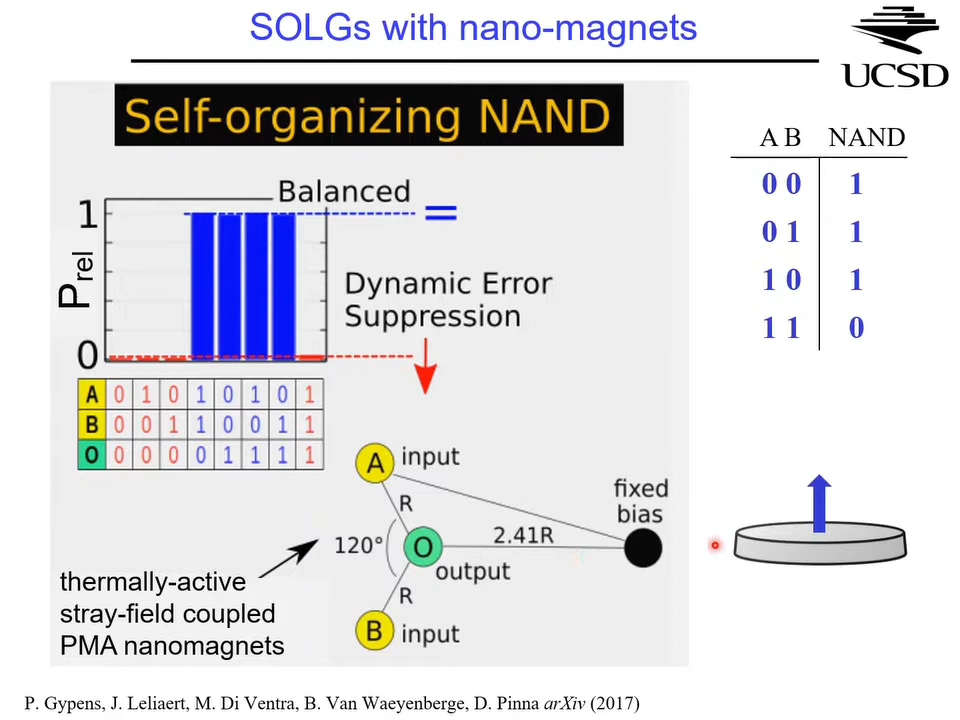 SOLGs with nano-magnets
UCSD
Self-organizing NAND
A B NAND
0 0 1
0 1 1
1 0 1
1 1 0
Balanced
=
1
P rel
0
Dynamic Error
Suppression
A 0 1 0 1 0 1 0 1
B 0 0 1 1 0 0 1 1
O 0 0 0 0 1 1 1 1
A input
R
fixed
bias
120°
O
2.41R
output
R
B input
thermally-active
stray-field coupled
PMA nanomagnets
P. Gypens, J. Leliaert, M. Di Ventra, B. Van Waeyenberge, D. Pinna arXiv (2017)